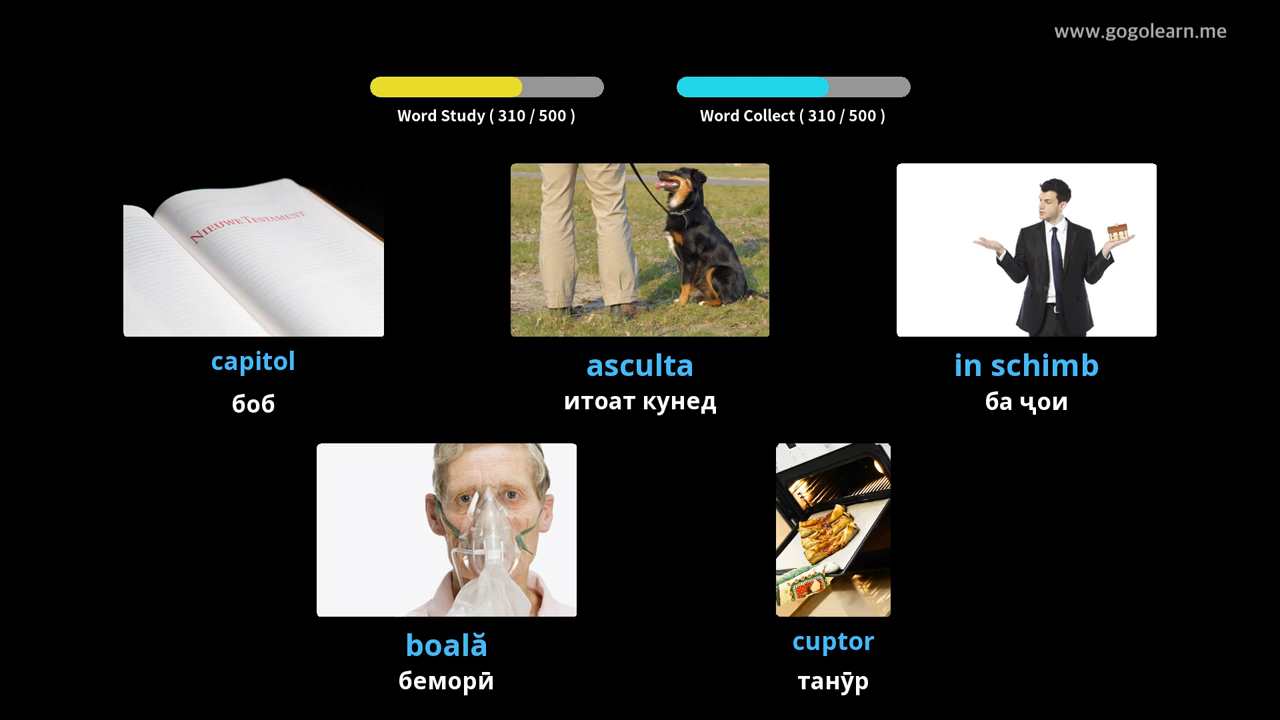 www.gogolearn.me
Word Study ( 310 / 500 )
Word Collect ( 310 / 500 )
NIEUWE TESTAMENT
capitol
боб
asculta
итоат кунед
in schimb
ба ҷои
boală
беморӣ
cuptor
танӯр